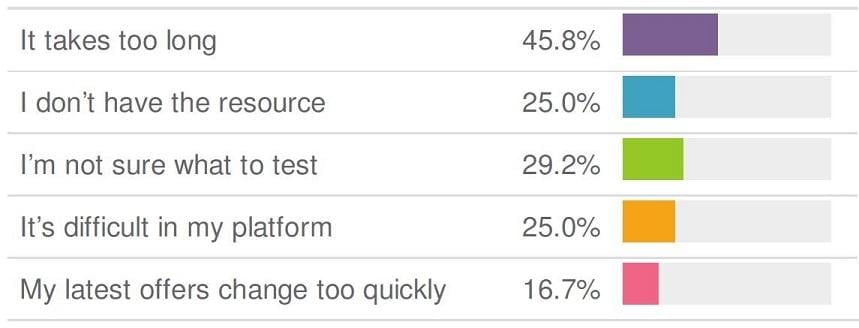 It takes too long 45.8%
I don’t have the resource 25.0%
I’m not sure what to test 29.2%
It’s difficult in my platform 25.0%
My latest offers change too quickly 16.7%